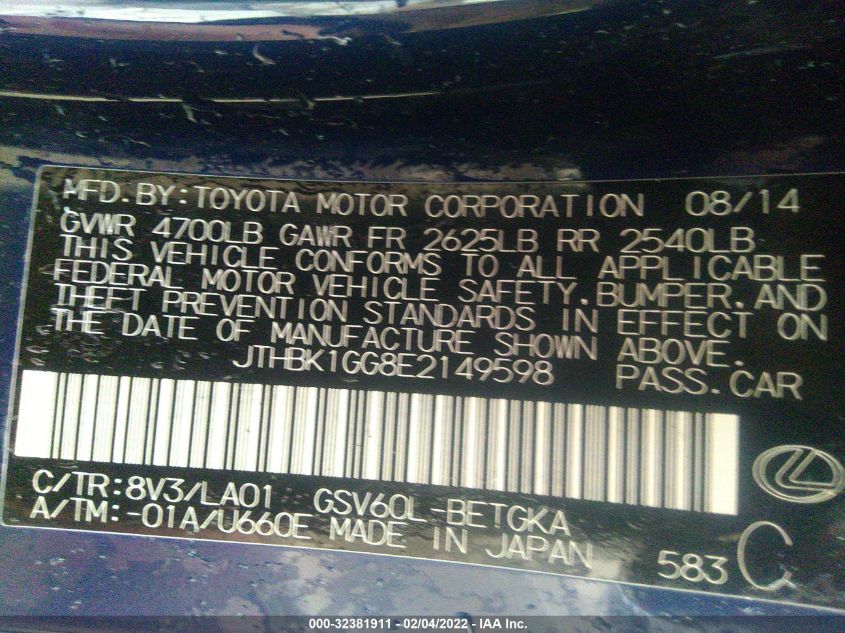 MFD.BY:TOYOTA MOTOR CORPORATION 08/14
GVWR 4700LB GAWR FR 2625LB RR 2540LB
THIS VEHICLE CONFORMS TO ALL APPLICABLE
FEDERAL MOTOR VEHICLE SAFETY.BUMPER.AND
THEFT PREVENTION STANDARDS IN EFFECT ON
THE DATE OF MANUFACTURE SHOWN ABOVE.
JTHBK1GG8E2149598 PASS.CAR
C/TR:8V3/LA01 GSV60L-BETGKA
A/TM:-01A/U660E MADE IN JAPAN 583 C
000-32381911 - 02/04/2022 - IAA Inc.